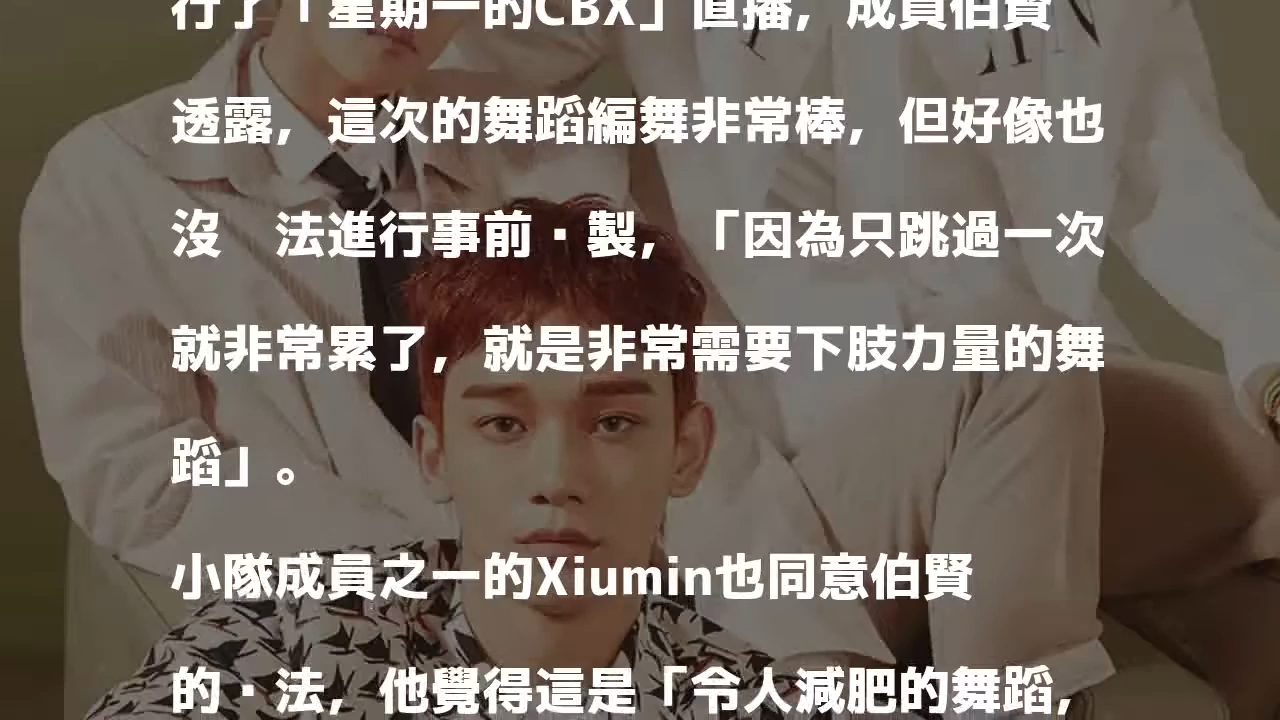 行了「星期一的CBX」直播，成員伯賢
透露，這次的舞蹈編舞非常棒，但好像也
沒　法進行事前·製，「因為只跳過一次
就非常累了，就是非常需要下肢力量的舞
蹈」。
小隊成員之一的Xiumin也同意伯賢
的·法，他覺得這是「令人減肥的舞蹈，